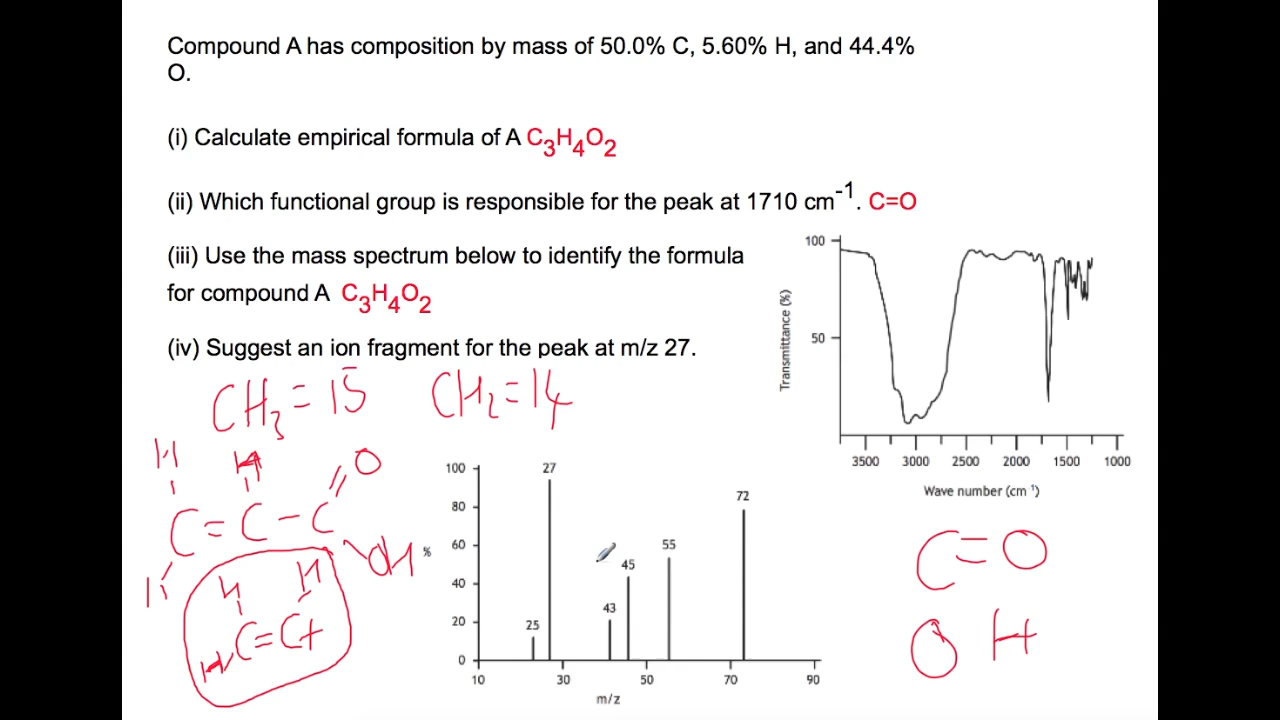 Compound A has composition by mass of 50.0% C, 5.60% H, and 44.4%
O.
(i) Calculate empirical formula of A C3H4O2
(ii) Which functional group is responsible for the peak at 1710 cm-1. C=O
(iii) Use the mass spectrum below to identify the formula
for compound A C3H4O2
(iv) Suggest an ion fragment for the peak at m/z 27.
CH3=15 CH2=14
H H O
C=C-C
H OH
H H
H C=C+
100
50
Transmittance (%)
3500 3000 2500 2000 1500 1000
Wave number (cm 1)
100
80
60
40
20
0
%
27
72
55
45
43
25
10 30 50 70 90
m/z
C=O
O H